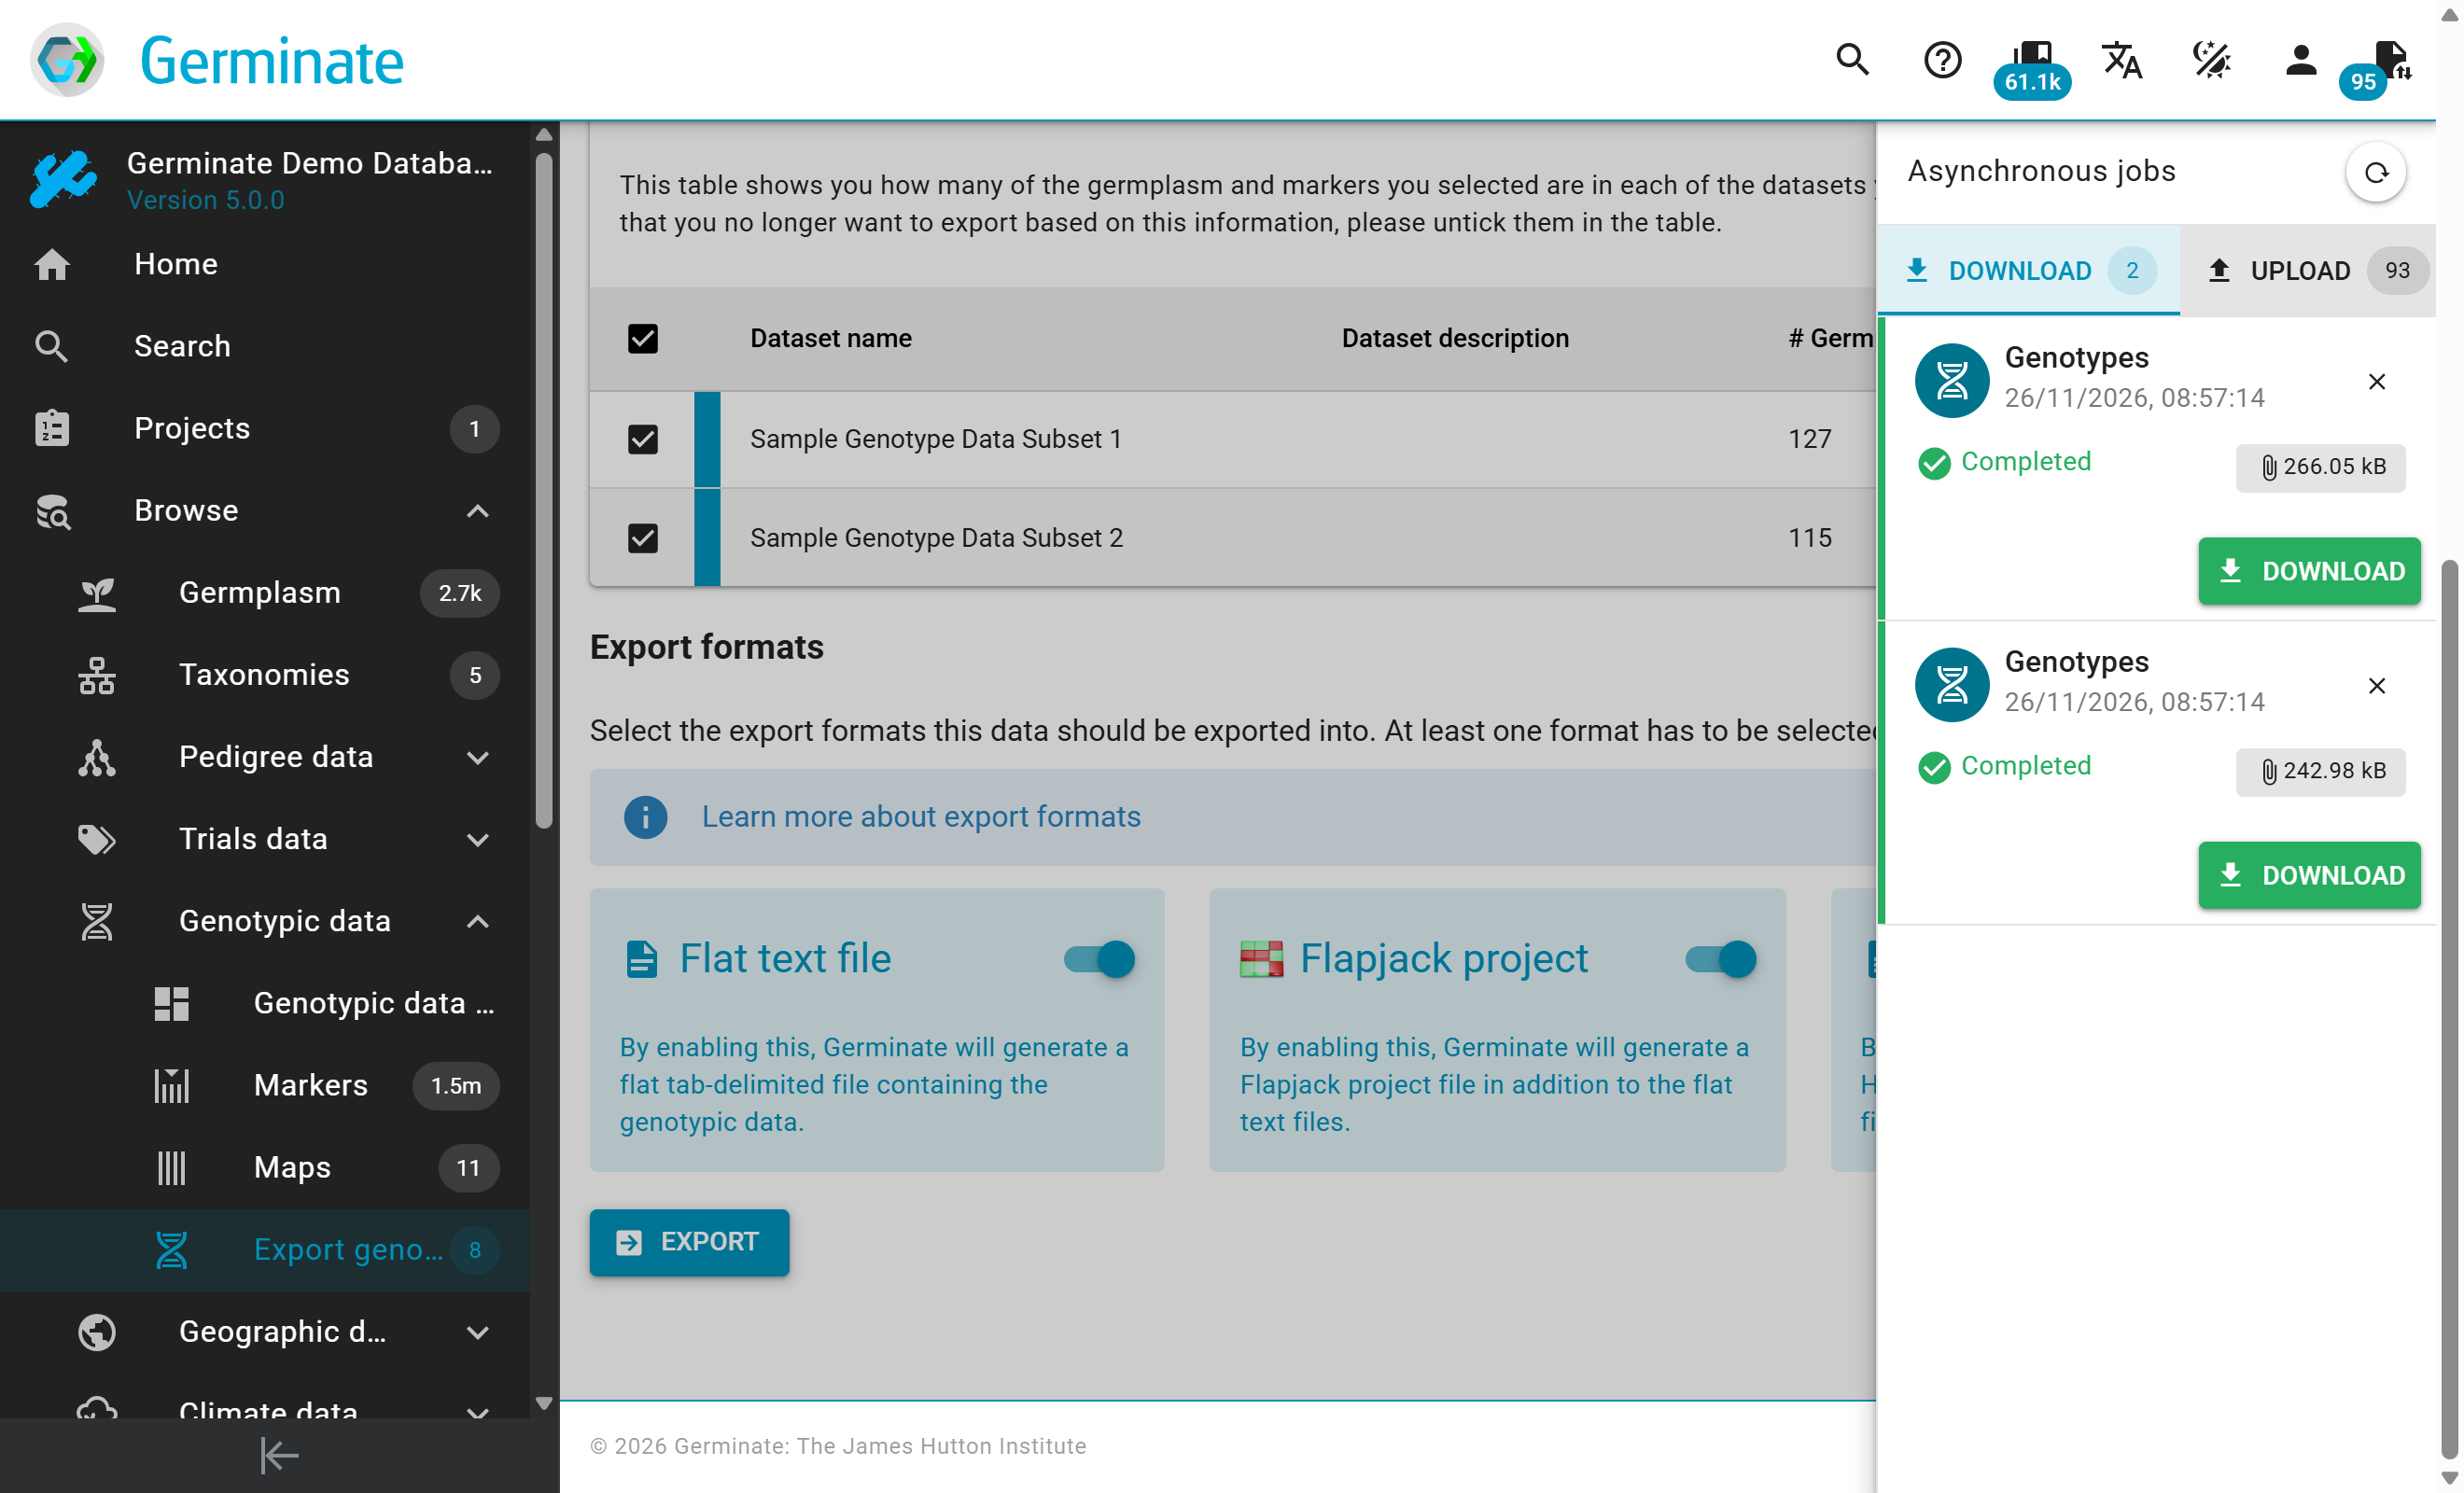 Germinate
61.1k
95
Germinate Demo Databa...
Version 5.0.0
Home
Search
Projects 1
Browse
Germplasm 2.7k
Taxonomies 5
Pedigree data
Trials data
Genotypic data
Genotypic data ...
Markers 1.5m
Maps 11
Export geno... 8
Geographic d...
Climate data
This table shows you how many of the germplasm and markers you selected are in each of the datasets
that you no longer want to export based on this information, please untick them in the table.
Dataset name Dataset description # Germ
Sample Genotype Data Subset 1 127
Sample Genotype Data Subset 2 115
Export formats
Select the export formats this data should be exported into. At least one format has to be selected
Learn more about export formats
Flat text file
By enabling this, Germinate will generate a
flat tab-delimited file containing the
genotypic data.
Flapjack project
By enabling this, Germinate will generate a
Flapjack project file in addition to the flat
text files.
B
H
fi
EXPORT
© 2026 Germinate: The James Hutton Institute
Asynchronous jobs
DOWNLOAD 2
UPLOAD 93
Genotypes
26/11/2026, 08:57:14
Completed
266.05 kB
DOWNLOAD
Genotypes
26/11/2026, 08:57:14
Completed
242.98 kB
DOWNLOAD